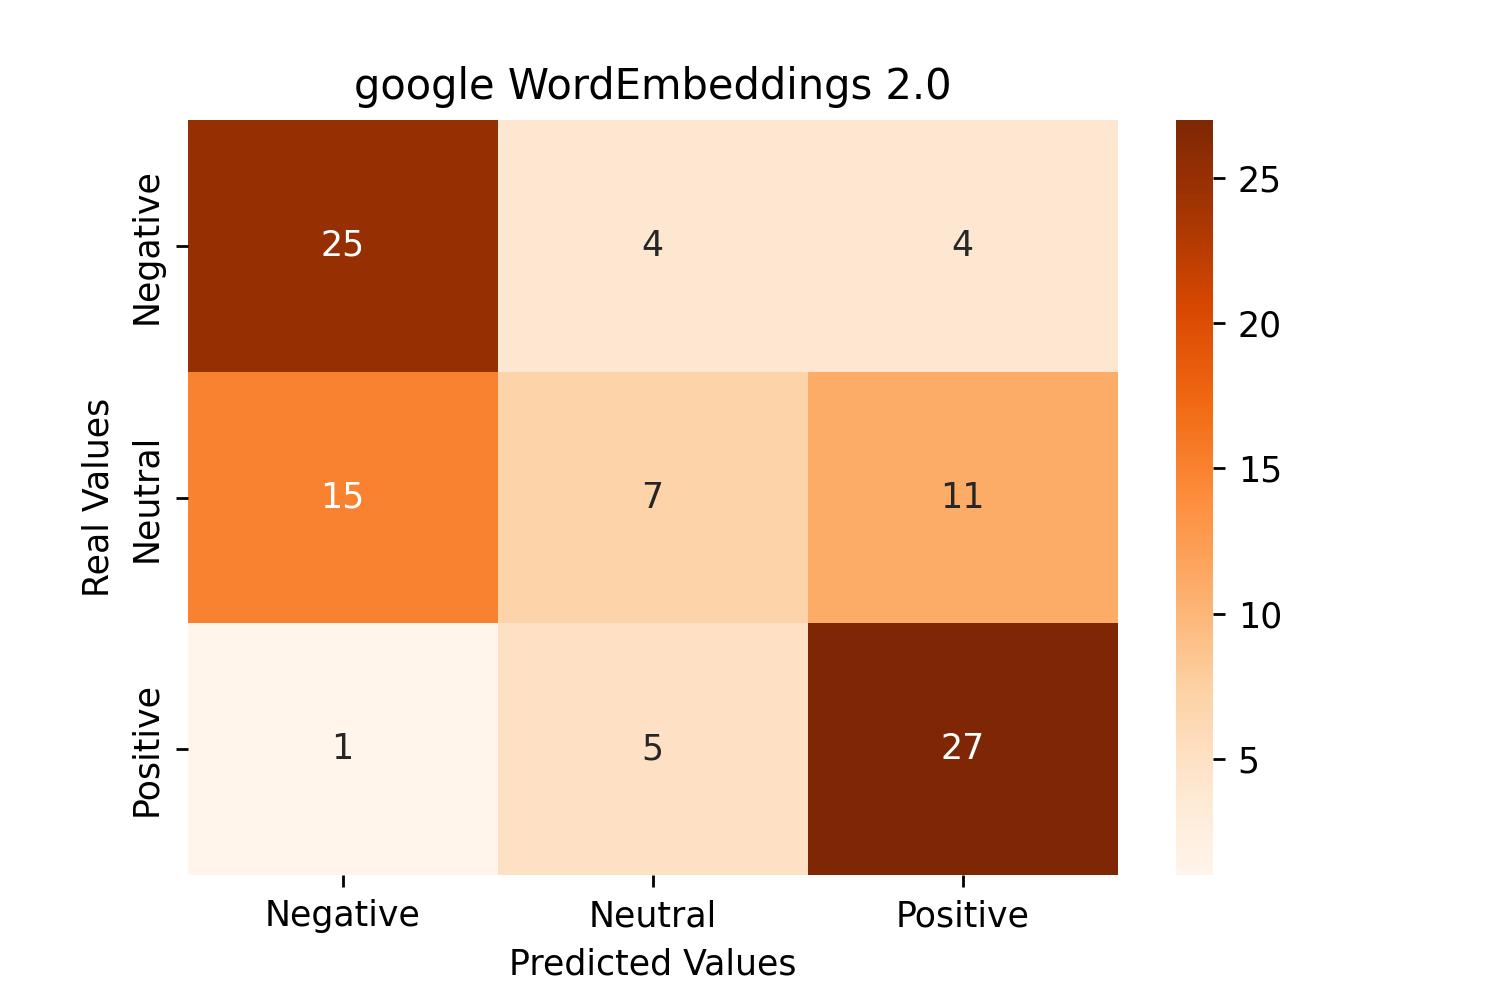 google WordEmbeddings 2.0
Real Values
Negative
25 4 4
Neutral
15 7 11
Positive
1 5 27
Negative Neutral Positive
Predicted Values
25
20
15
10
5